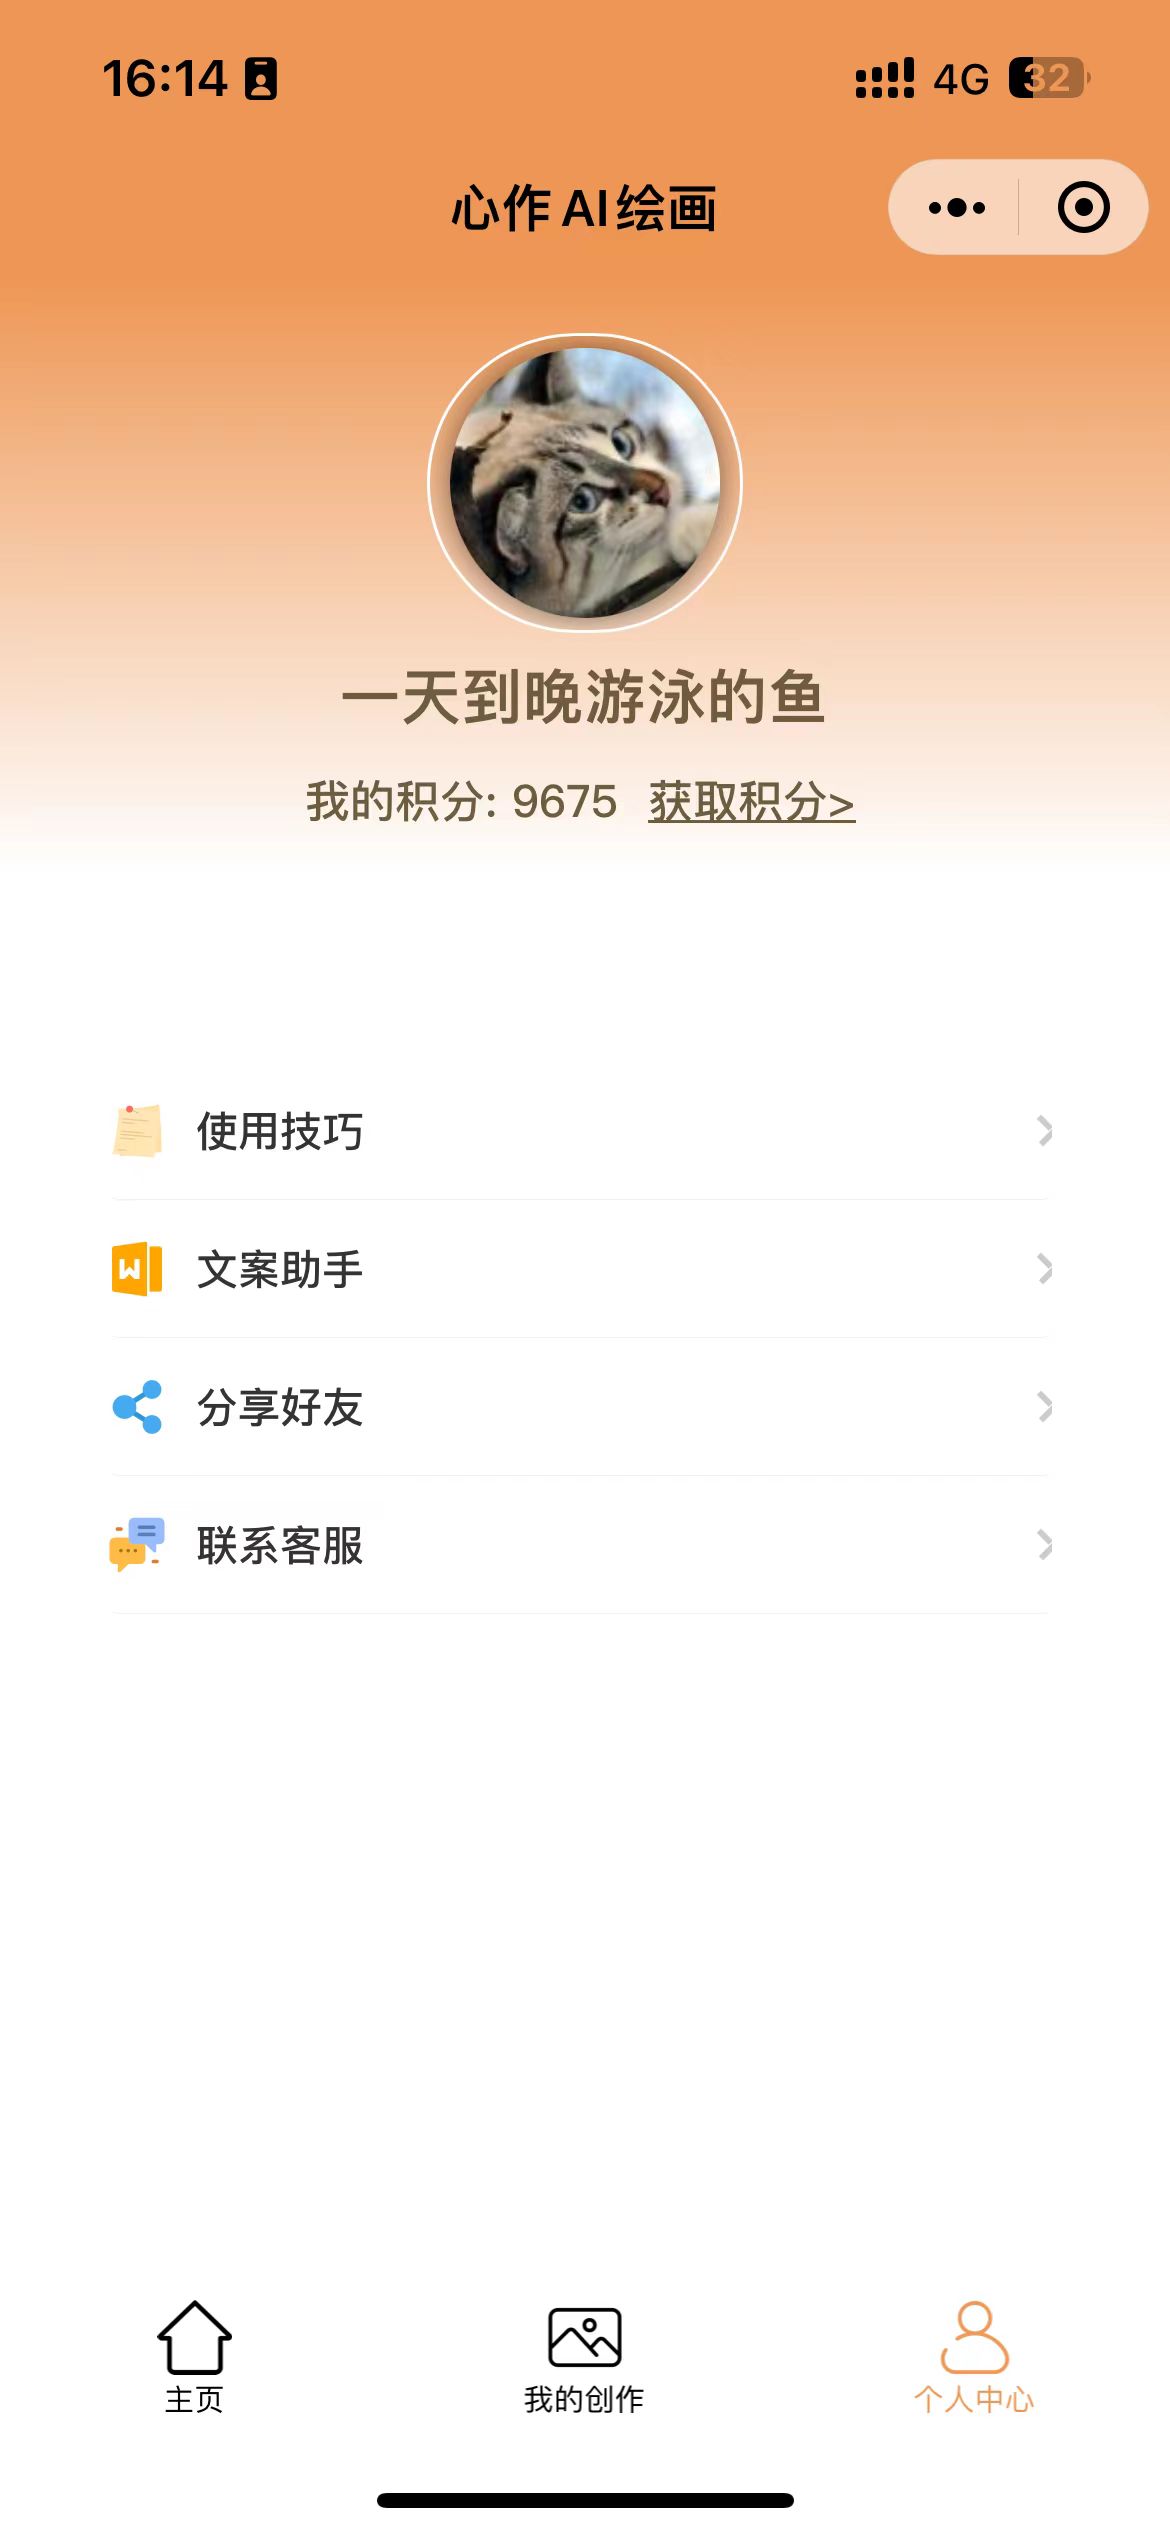 16:14 4G 32
心作AI绘画
一天到晚游泳的鱼
我的积分: 9675 获取积分>
使用技巧
W 文案助手
分享好友
联系客服
主页 我的创作 个人中心